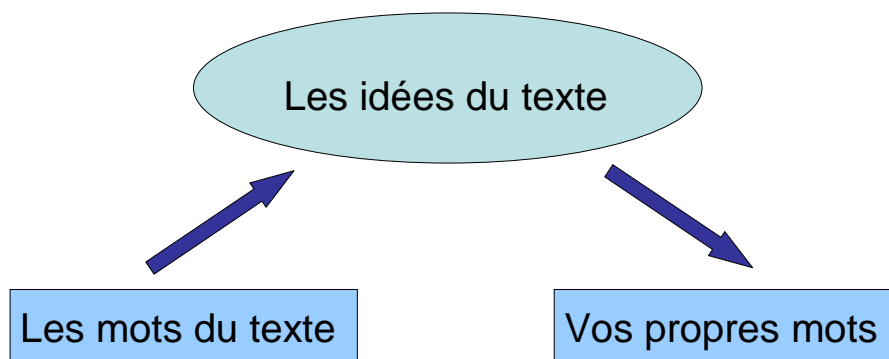 Les idées du texte
Les mots du texte
Vos propres mots